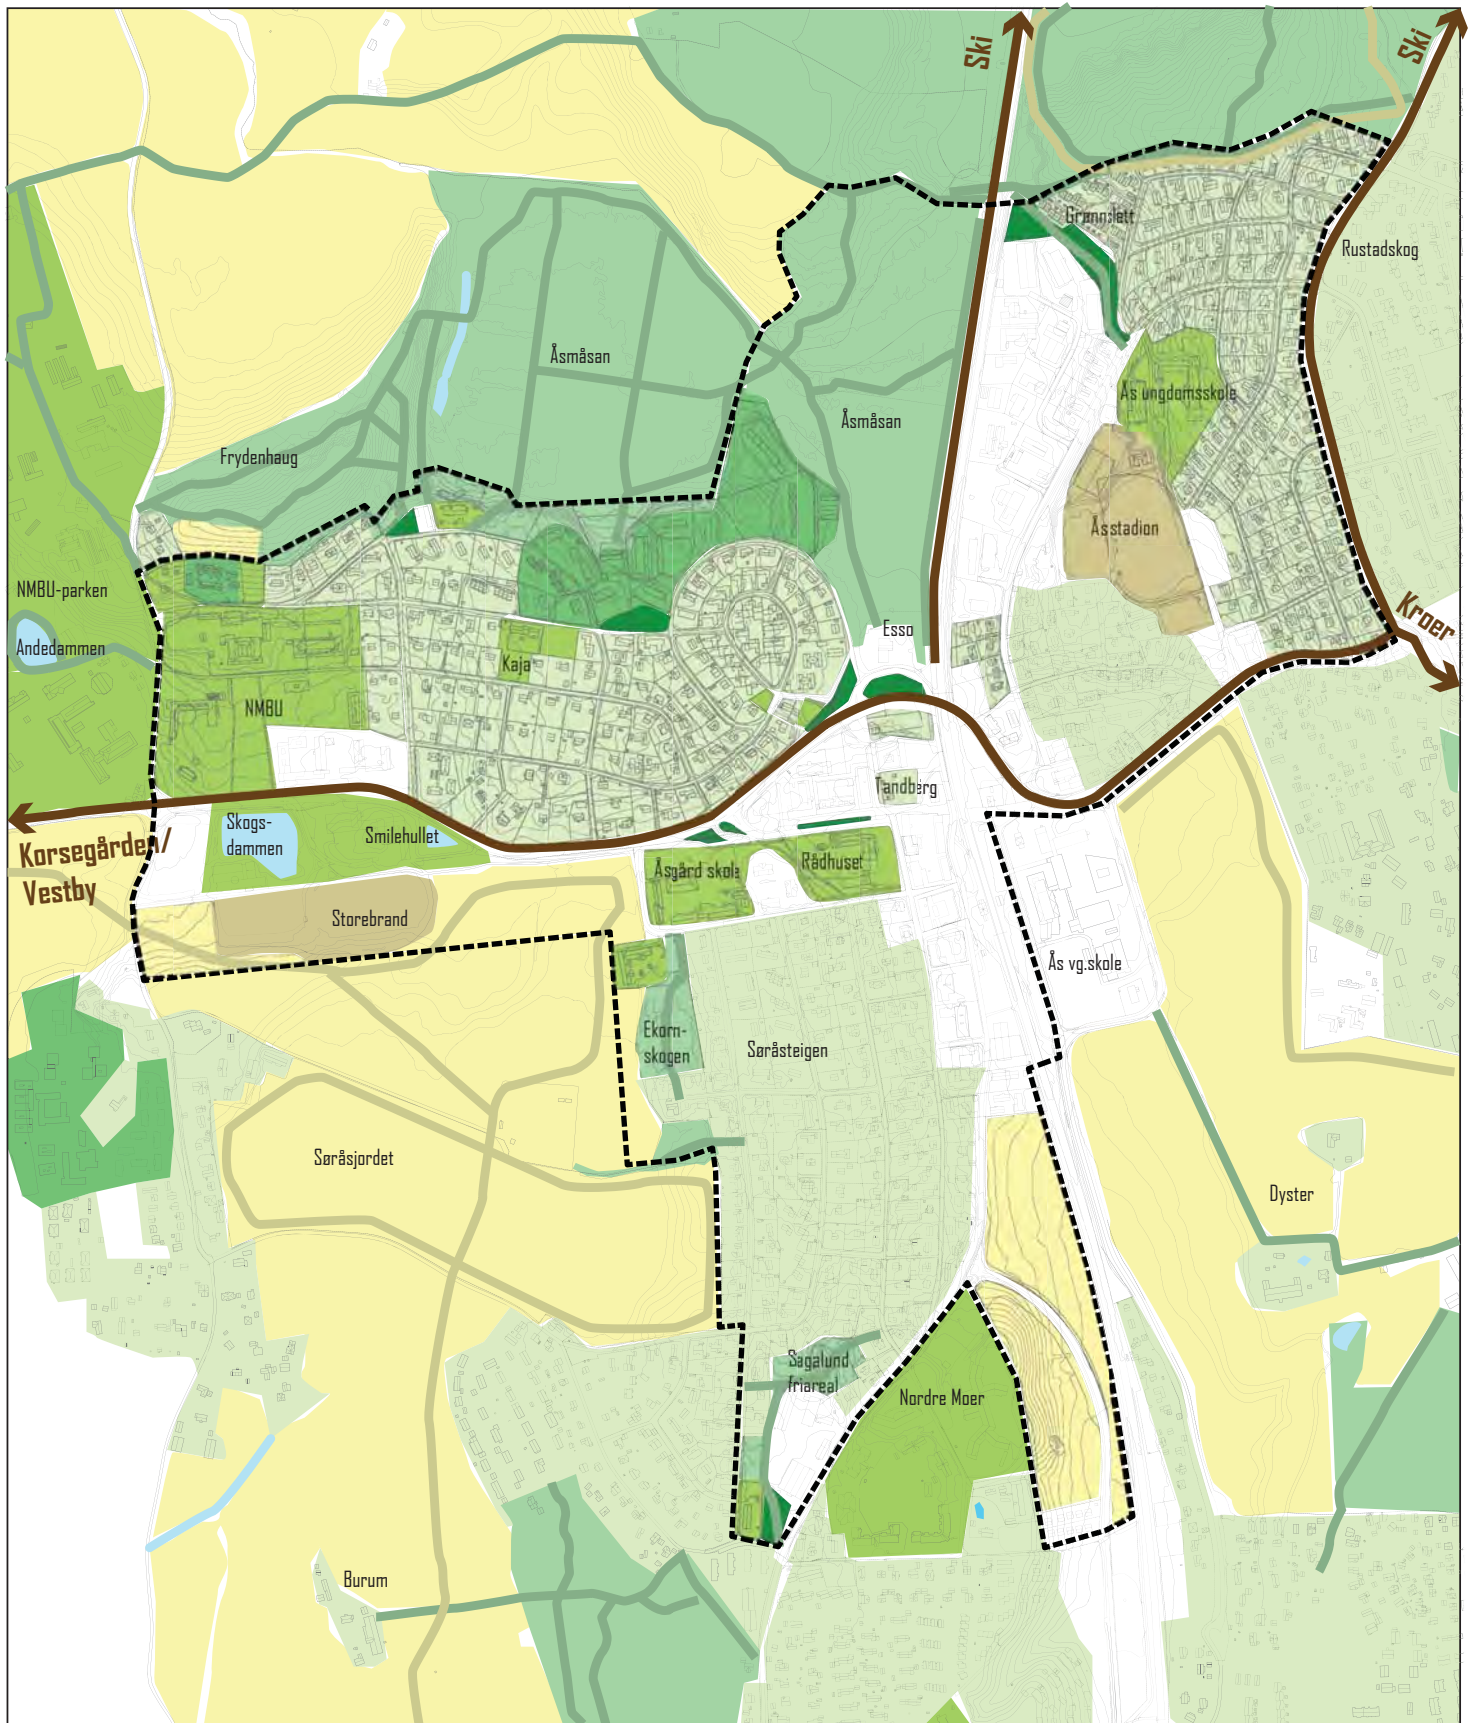 Ski
Ski
Grønnslett
Rustadskog
Åsmåsan
Ås ungdomsskole
Åsmåsan
Frydenhaug
Ås stadion
NMBU-parken
Kroer
Esso
Andedammen
Kaja
NMBU
Tandberg
Skogs-
dammen
Smilehullet
Korsegården/
Vestby
Åsgård skole
Rådhuset
Storebrand
Ås vg.skole
Ekorn-
skogen
Søråsteigen
Søråsjordet
Dyster
Sagalund
friareal
Nordre Moer
Burum